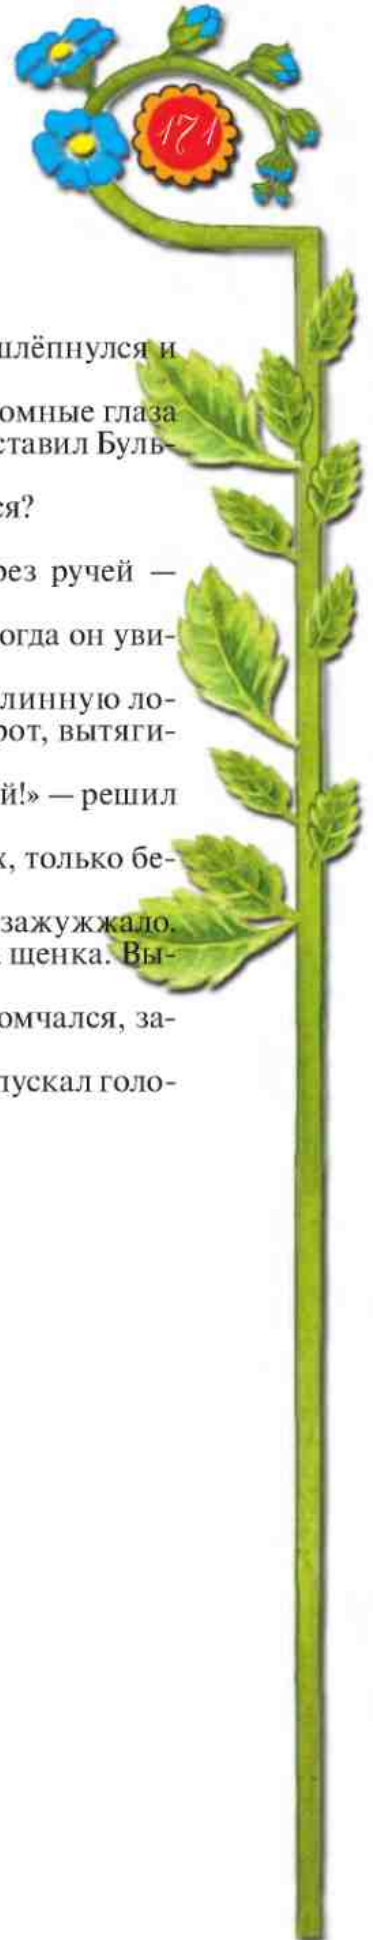 171
шлёпнулся и
омные глаза
ставил Буль-
ся?
рез ручей —
огда он уви-
линную ло-
рот, вытяги-
й!» — решил
х, только бе-
зажужжало.
щенка. Вы-
омчался, за-
пускал голо-